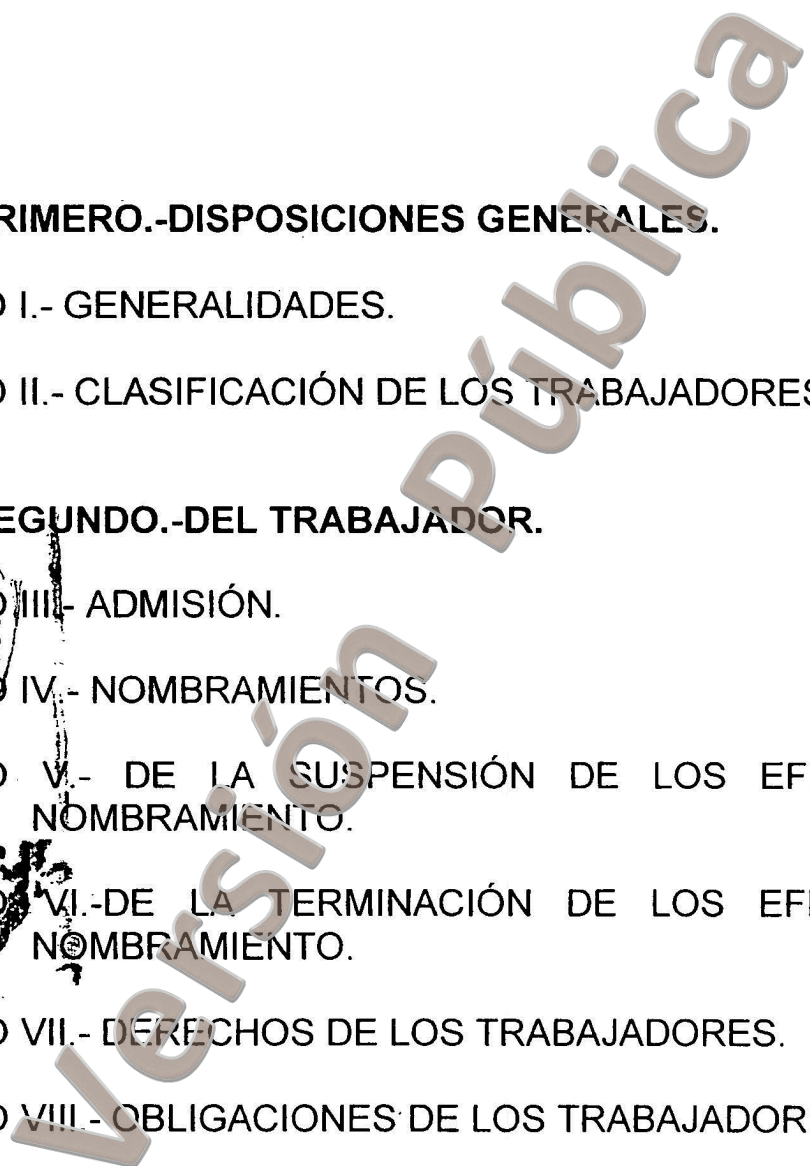 RIMERO.-DISPOSICIONES GENERALES.
O I.- GENERALIDADES.
O II.- CLASIFICACIÓN DE LOS TRABAJADORES
EGUNDO.-DEL TRABAJADOR.
O III.- ADMISIÓN.
O IV.- NOMBRAMIENTOS.
O V.- DE LA SUSPENSIÓN DE LOS EF
NOMBRAMIENTO.
O VI.-DE LA TERMINACIÓN DE LOS EF
NOMBRAMIENTO.
O VII.- DERECHOS DE LOS TRABAJADORES.
O VIII.- OBLIGACIONES DE LOS TRABAJADOR
Versión Pública